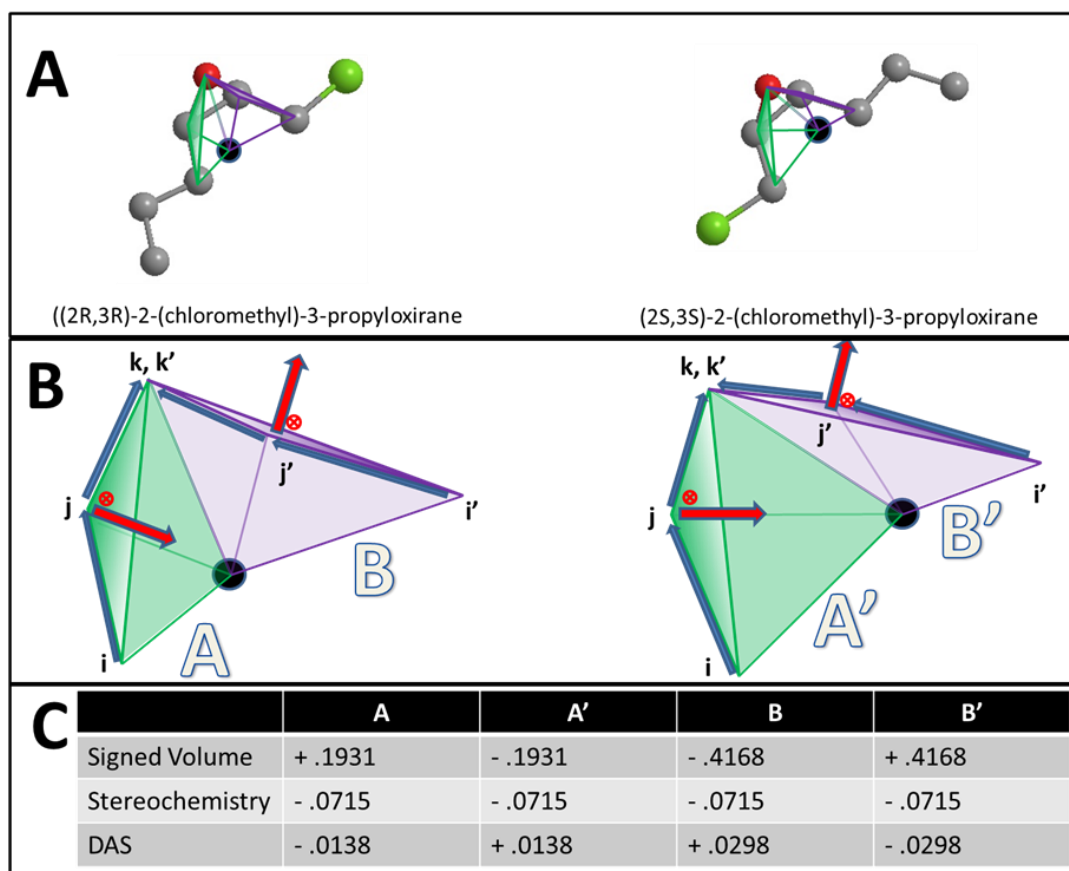 A
((2R,3R)-2-(chloromethyl)-3-propyloxirane
(2S,3S)-2-(chloromethyl)-3-propyloxirane
B
k, k’
j
i
j’
i’
A
B
k, k’
j
i
j’
i’
A’
B’
C
A A’ B B’
Signed Volume + .1931 - .1931 - .4168 + .4168
Stereochemistry - .0715 - .0715 - .0715 - .0715
DAS - .0138 + .0138 + .0298 - .0298